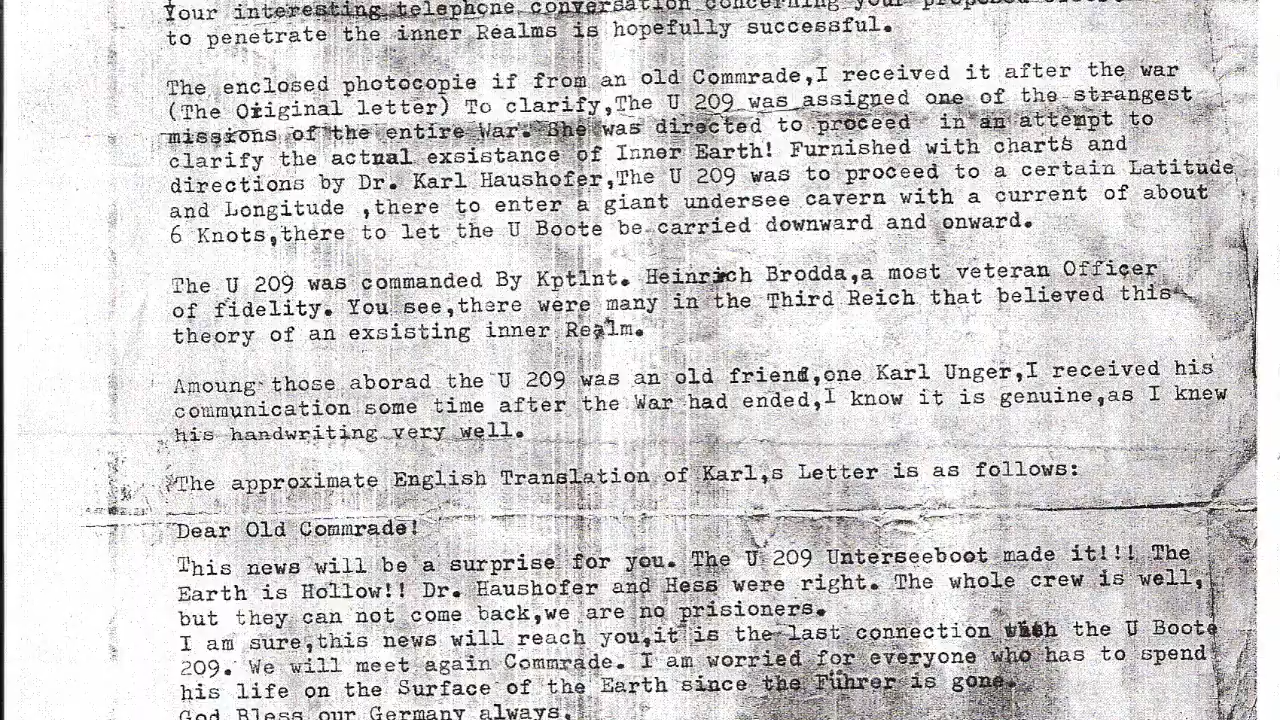 Your interesting telephone conversation concerning your proposed
to penetrate the inner Realms is hopefully successful.
The enclosed photocopie if from an old Commrade,I received it after the war
(The Original letter) To clarify,The U 209 was assigned one of the strangest
missions of the entire War. She was directed to proceed in an attempt to
clarify the actual exsistance of Inner Earth! Furnished with charts and
directions by Dr. Karl Haushofer,The U 209 was to proceed to a certain Latitude
and Longitude ,there to enter a giant undersee cavern with a current of about
6 Knots,there to let the U Boote be carried downward and onward.
The U 209 was commanded By Kptlnt. Heinrich Brodda,a most veteran Officer
of fidelity. You see,there were many in the Third Reich that believed this
theory of an exsisting inner Realm.
Amoung those aborad the U 209 was an old friend,one Karl Unger,I received his
communication some time after the War had ended,I know it is genuine,as I knew
his handwriting very well.
The approximate English Translation of Karl,s Letter is as follows:
Dear Old Commrade!
This news will be a surprise for you. The U 209 Unterseeboot made it!!! The
Earth is Hollow!! Dr. Haushofer and Hess were right. The whole crew is well,
but they can not come back,we are no prisioners.
I am sure,this news will reach you,it is the last connection with the U Boote
209. We will meet again Commrade. I am worried for everyone who has to spend
his life on the Surface of the Earth since the Führer is gone.
God Bless our Germany always.